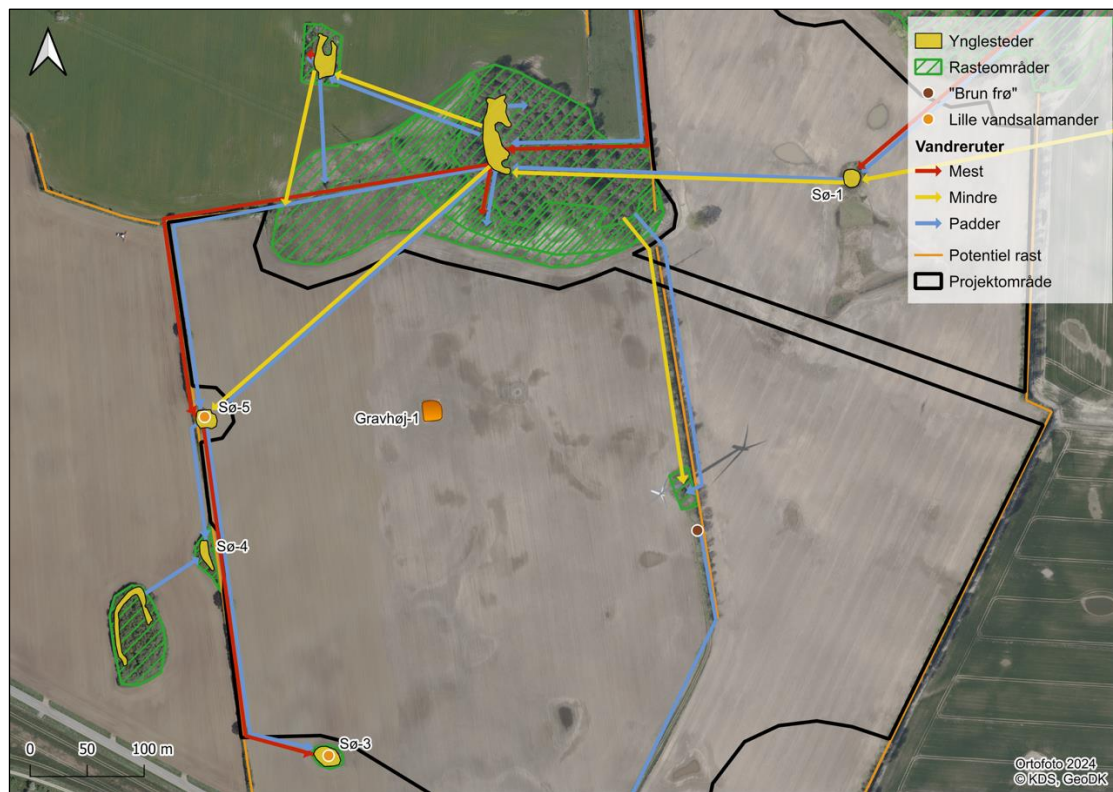 Ynglesteder
Rasteområder
"Brun frø"
Lille vandsalamander
Vandreruter
Mest
Mindre
Padder
Potentiel rast
Projektområde
Sø-1
Sø-5
Gravhøj-1
Sø-4
Sø-3
0 50 100 m
Ortofoto 2024
© KDS, GeoDK